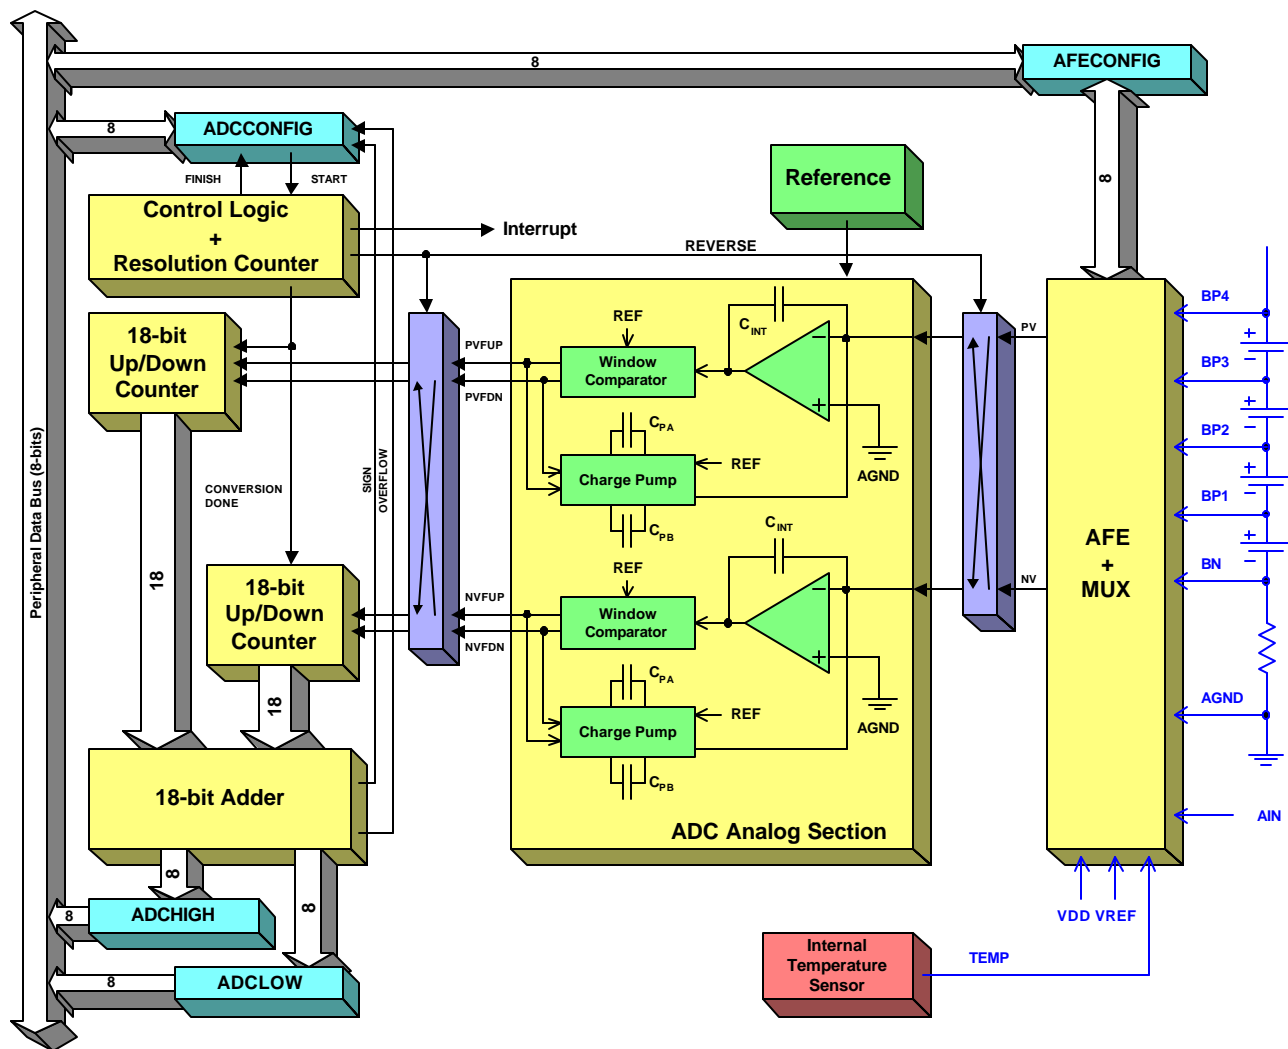 8
AFECONFIG
8
ADCCONFIG
FINISH
START
Reference
8
Control Logic
+
Resolution Counter
Interrupt
REVERSE
18-bit
Up/Down
Counter
PVFUP
PVFDN
REF
Window
Comparator
CINT
PV
BP4
+
−
BP3
+
−
BP2
+
−
BP1
+
−
BN
AFE
+
MUX
AGND
AIN
−
+
CPA
REF
Charge Pump
AGND
CPB
Peripheral Data Bus (8-bits)
CONVERSION
DONE
SIGN
OVERFLOW
18
18-bit
Up/Down
Counter
NVFUP
NVFDN
REF
Window
Comparator
CINT
NV
−
+
CPA
REF
Charge Pump
AGND
CPB
18
18-bit Adder
ADC Analog Section
8
8
8
ADCHIGH
8
ADCLOW
VDD VREF
Internal
Temperature
Sensor
TEMP